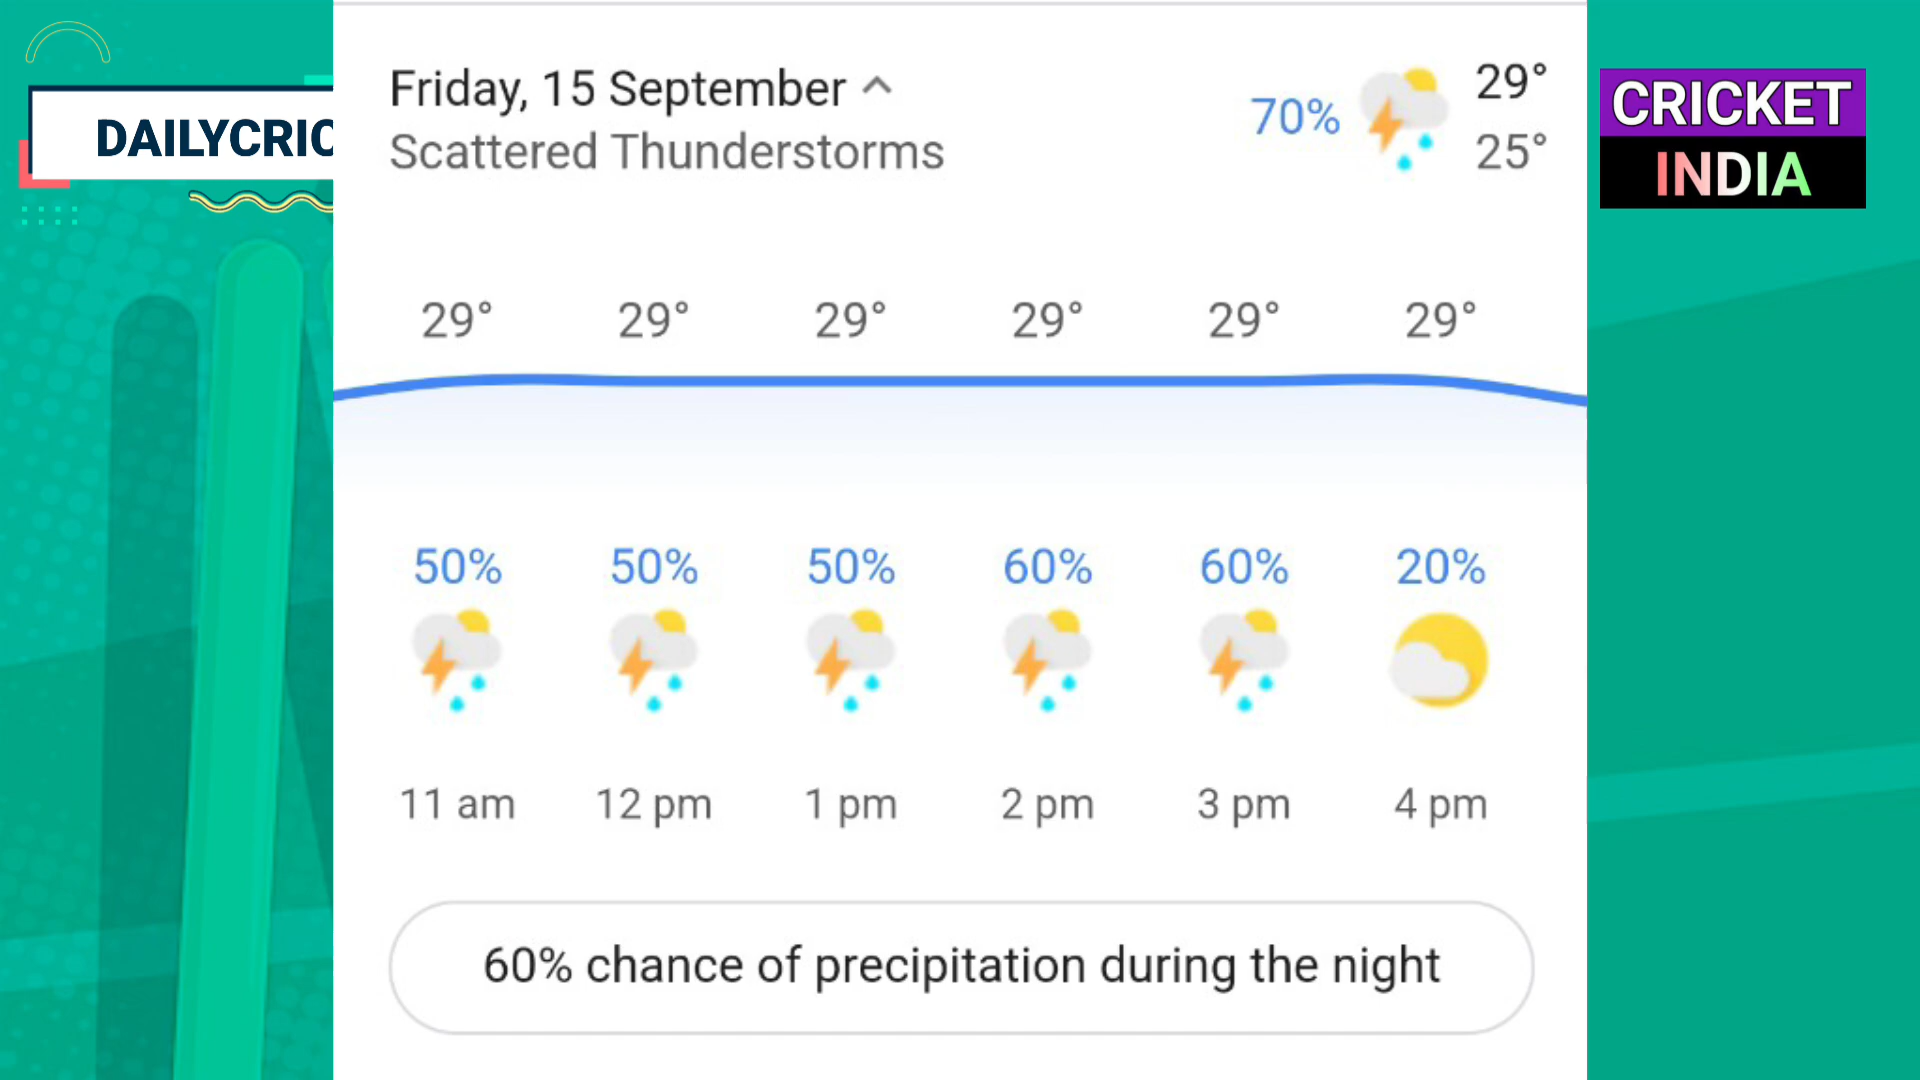 DAILYCRIC
CRICKET
INDIA
Friday, 15 September
Scattered Thunderstorms
70%
29°
25°
29° 29° 29° 29° 29° 29°
50% 50% 50% 60% 60% 20%
11 am 12 pm 1 pm 2 pm 3 pm 4 pm
60% chance of precipitation during the night